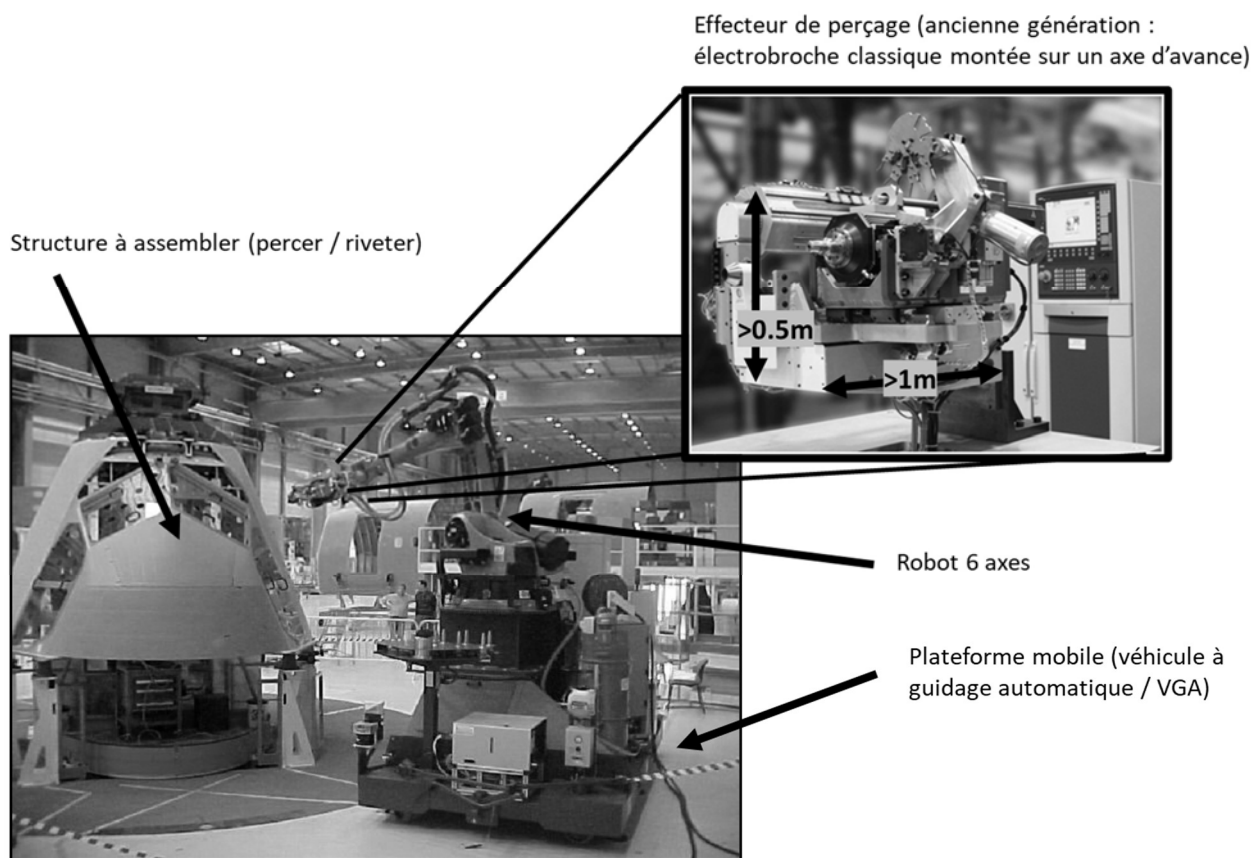 Effecteur de perçage (ancienne génération :
électrobroche classique montée sur un axe d’avance)
Structure à assembler (percer / riveter)
>0.5m
>1m
Robot 6 axes
Plateforme mobile (véhicule à
guidage automatique / VGA)